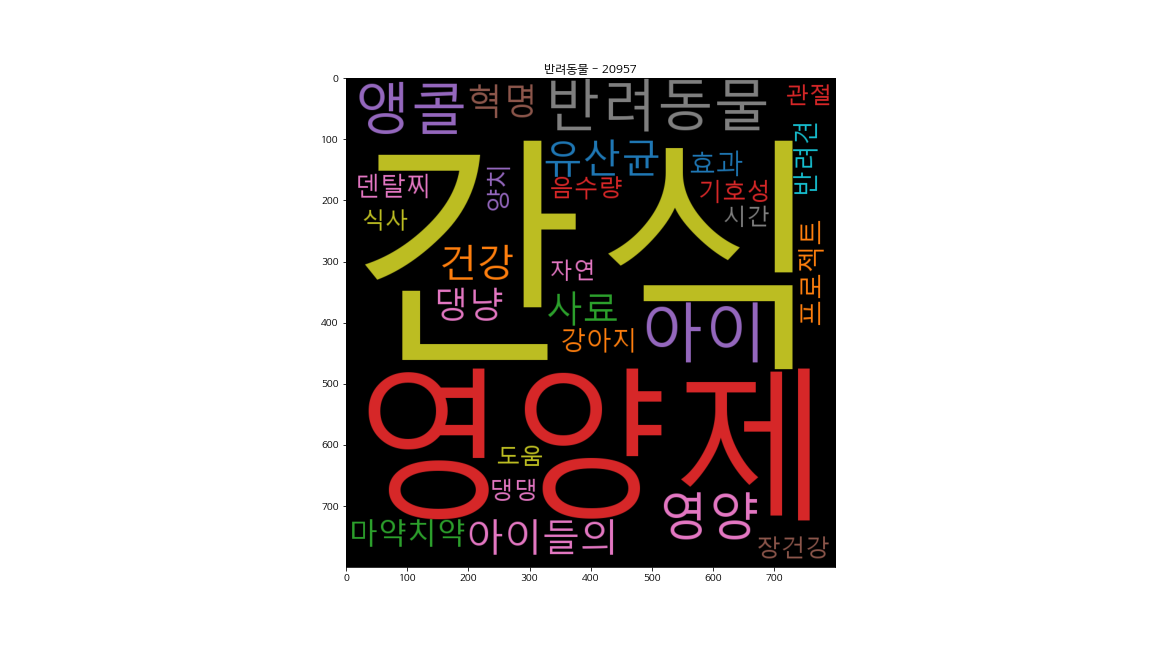 반려동물 - 20957
앵콜 혁명 반려동물 관절
유산균 효과 반려견
간식
덴탈찌 양치 음수량 기호성
식사 시간
건강 자연 프로젝트
댕냥 사료 아이
강아지
영양제
도움
댕댕
영양
마약치약 아이들의 장건강
0
100
200
300
400
500
600
700
0 100 200 300 400 500 600 700